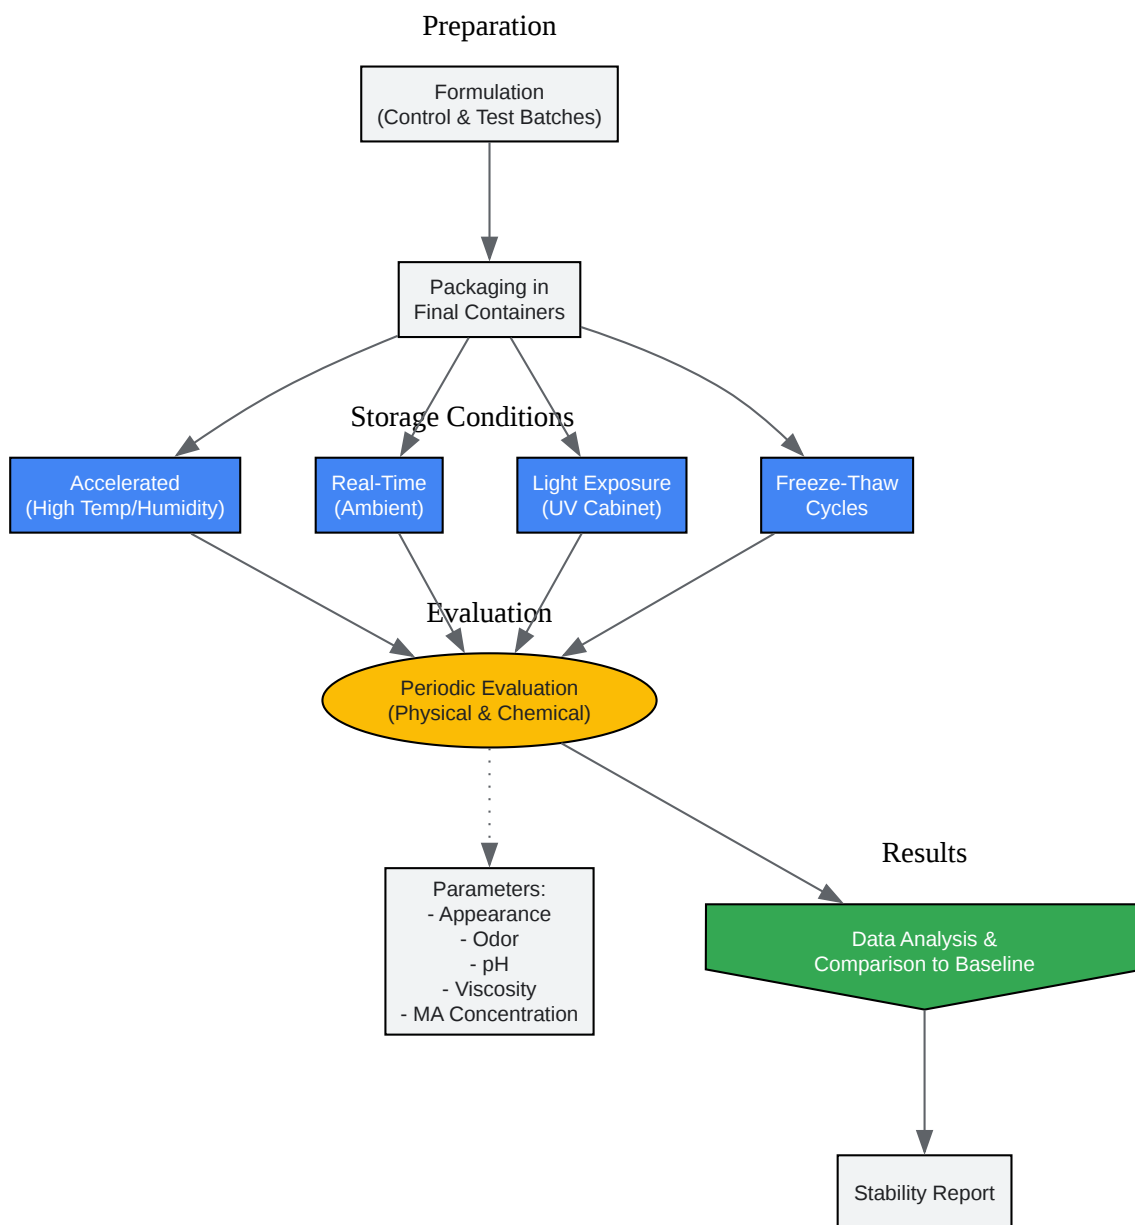 Preparation
Formulation
(Control & Test Batches)
Packaging in
Final Containers
Storage Conditions
Accelerated
(High Temp/Humidity)
Real-Time
(Ambient)
Light Exposure
(UV Cabinet)
Freeze-Thaw
Cycles
Evaluation
Periodic Evaluation
(Physical & Chemical)
Parameters:
- Appearance
- Odor
- pH
- Viscosity
- MA Concentration
Results
Data Analysis &
Comparison to Baseline
Stability Report